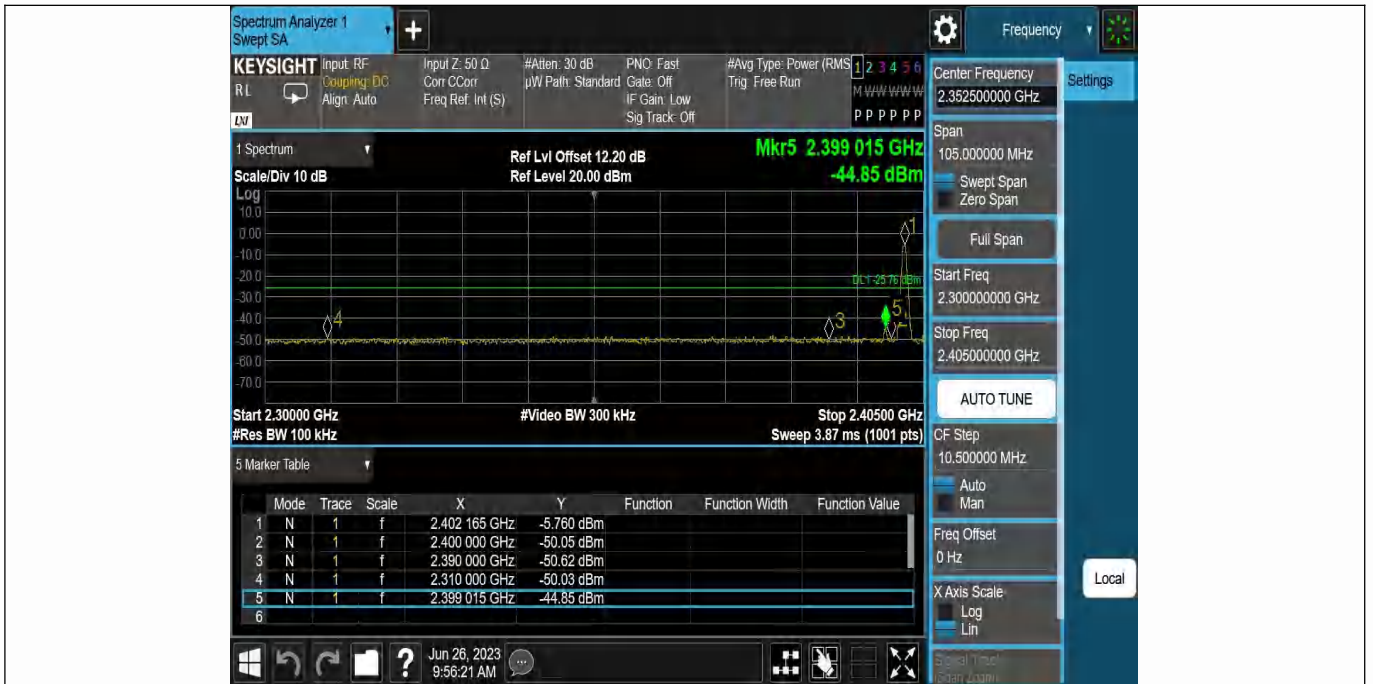 Spectrum Analyzer 1
Swept SA
Frequency
KEYSIGHT
RL
LXI
Input: RF
Coupling: DC
Align: Auto
Input Z: 50 Ω
Corr CCorr
Freq Ref: Int (S)
#Atten: 30 dB
µW Path: Standard
PNO: Fast
Gate: Off
IF Gain: Low
Sig Track: Off
#Avg Type: Power (RMS
Trig: Free Run
1 2 3 4 5 6
M W W W W W
P P P P P P
Center Frequency
2.352500000 GHz
Settings
Span
105.000000 MHz
Swept Span
Zero Span
Full Span
Start Freq
2.300000000 GHz
Stop Freq
2.405000000 GHz
AUTO TUNE
CF Step
10.500000 MHz
Auto
Man
Freq Offset
0 Hz
X Axis Scale
Log
Lin
Local
1 Spectrum
Scale/Div 10 dB
Ref Lvl Offset 12.20 dB
Ref Level 20.00 dBm
Mkr5 2.399 015 GHz
-44.85 dBm
Log
10.0
0.00
-10.0
-20.0
-30.0
-40.0
-50.0
-60.0
-70.0
1
DL1 -25.76 dBm
4
3
5
Start 2.30000 GHz
#Video BW 300 kHz
Stop 2.40500 GHz
#Res BW 100 kHz
Sweep 3.87 ms (1001 pts)
5 Marker Table
Mode Trace Scale X Y Function Function Width Function Value
1 N 1 f 2.402 165 GHz -5.760 dBm
2 N 1 f 2.400 000 GHz -50.05 dBm
3 N 1 f 2.390 000 GHz -50.62 dBm
4 N 1 f 2.310 000 GHz -50.03 dBm
5 N 1 f 2.399 015 GHz -44.85 dBm
6
Jun 26, 2023
9:56:21 AM